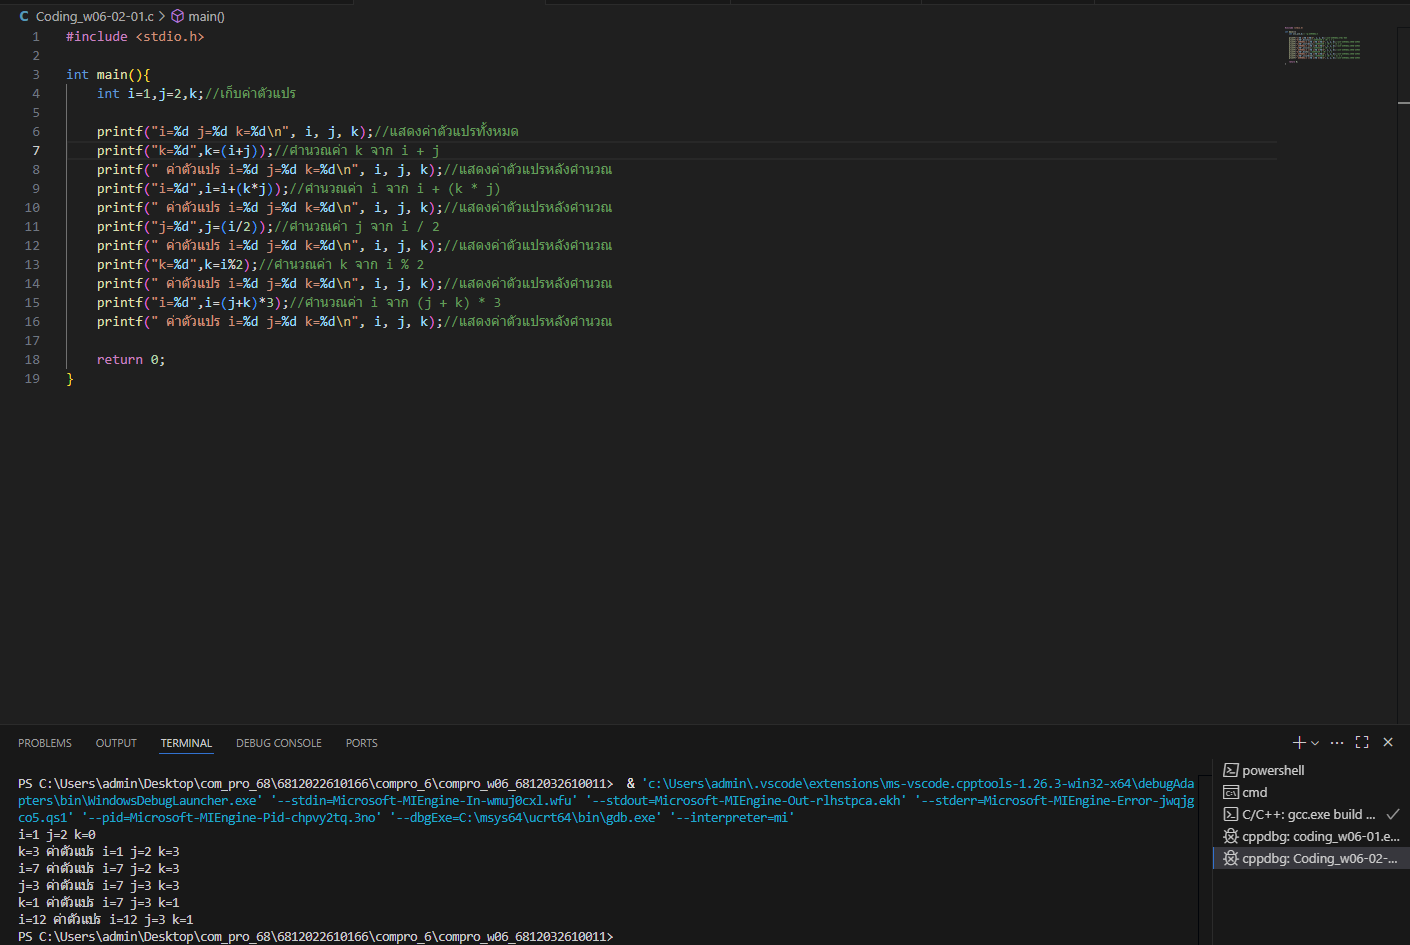 C Coding_w06-02-01.c > main()
1 #include <stdio.h>
2
3 int main(){
4 int i=1,j=2,k;//เก็บค่าตัวแปร
5
6 printf("i=%d j=%d k=%d\n", i, j, k);//แสดงค่าตัวแปรทั้งหมด
7 printf("k=%d",k=(i+j));//คำนวณค่า k จาก i + j
8 printf(" ค่าตัวแปร i=%d j=%d k=%d\n", i, j, k);//แสดงค่าตัวแปรหลังคำนวณ
9 printf("i=%d",i=i+(k*j));//คำนวณค่า i จาก i + (k * j)
10 printf(" ค่าตัวแปร i=%d j=%d k=%d\n", i, j, k);//แสดงค่าตัวแปรหลังคำนวณ
11 printf("j=%d",j=(i/2));//คำนวณค่า j จาก i / 2
12 printf(" ค่าตัวแปร i=%d j=%d k=%d\n", i, j, k);//แสดงค่าตัวแปรหลังคำนวณ
13 printf("k=%d",k=i%2);//คำนวณค่า k จาก i % 2
14 printf(" ค่าตัวแปร i=%d j=%d k=%d\n", i, j, k);//แสดงค่าตัวแปรหลังคำนวณ
15 printf("i=%d",i=(j+k)*3);//คำนวณค่า i จาก (j + k) * 3
16 printf(" ค่าตัวแปร i=%d j=%d k=%d\n", i, j, k);//แสดงค่าตัวแปรหลังคำนวณ
17
18 return 0;
19 }
PROBLEMS OUTPUT TERMINAL DEBUG CONSOLE PORTS
PS C:\Users\admin\Desktop\com_pro_68\6812022610166\compro_6\compro_w06_6812032610011> & 'c:\Users\admin\.vscode\extensions\ms-vscode.cpptools-1.26.3-win32-x64\debugAda
pters\bin\WindowsDebugLauncher.exe' '--stdin=Microsoft-MIEngine-In-wmuj0cxl.wfu' '--stdout=Microsoft-MIEngine-Out-rlhstpca.ekh' '--stderr=Microsoft-MIEngine-Error-jwqjg
co5.qs1' '--pid=Microsoft-MIEngine-Pid-chpvy2tq.3no' '--dbgExe=C:\msys64\ucrt64\bin\gdb.exe' '--interpreter=mi'
i=1 j=2 k=0
k=3 ค่าตัวแปร i=1 j=2 k=3
i=7 ค่าตัวแปร i=7 j=2 k=3
j=3 ค่าตัวแปร i=7 j=3 k=3
k=1 ค่าตัวแปร i=7 j=3 k=1
i=12 ค่าตัวแปร i=12 j=3 k=1
PS C:\Users\admin\Desktop\com_pro_68\6812022610166\compro_6\compro_w06_6812032610011>
powershell
cmd
C/C++: gcc.exe build ...
cppdbg: coding_w06-01.e...
cppdbg: Coding_w06-02-...